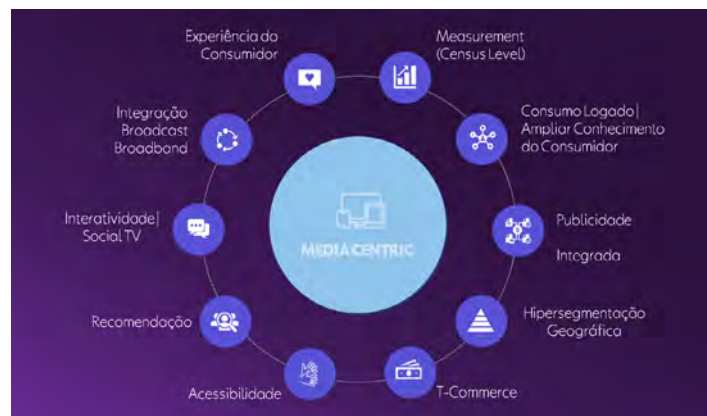 Experiência do
Consumidor
Measurement
(Census Level)
Integração
Broadcast
Broadband
Consumo Logado|
Ampliar Conhecimento
do Consumidor
Interatividade|
Social TV
MEDIA CENTRIC
Publicidade
Integrada
Recomendação
Hipersegmentação
Geográfica
Acessibilidade
T-Commerce